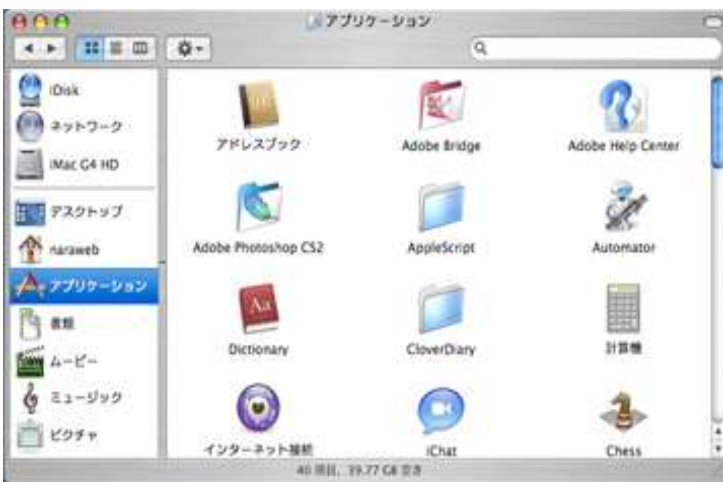 アプリケーション
iDisk
ネットワーク
iMac G4 HD
デスクトップ
naraweb
アプリケーション
書類
ムービー
ミュージック
ピクチャ
アドレスブック
Adobe Bridge
Adobe Help Center
Adobe Photoshop CS2
AppleScript
Automator
Aa
Dictionary
CloverDiary
計算機
インターネット接続
iChat
Chess
40 項目、39.77 GB 空き